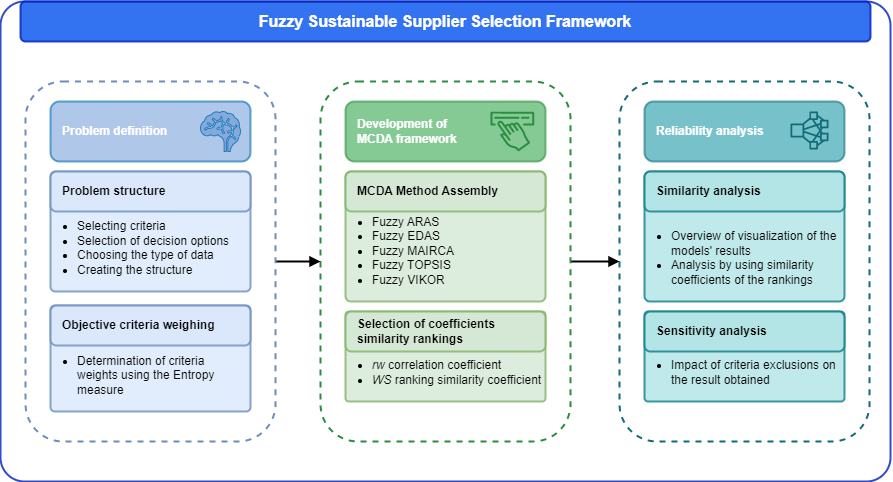 Fuzzy Sustainable Supplier Selection Framework
Problem definition
Problem structure
• Selecting criteria
• Selection of decision options
• Choosing the type of data
• Creating the structure
Objective criteria weighing
• Determination of criteria
weights using the Entropy
measure
Development of
MCDA framework
MCDA Method Assembly
• Fuzzy ARAS
• Fuzzy EDAS
• Fuzzy MAIRCA
• Fuzzy TOPSIS
• Fuzzy VIKOR
Selection of coefficients
similarity rankings
• rw correlation coefficient
• WS ranking similarity coefficient
Reliability analysis
Similarity analysis
• Overview of visualization of the
models' results
• Analysis by using similarity
coefficients of the rankings
Sensitivity analysis
• Impact of criteria exclusions on
the result obtained